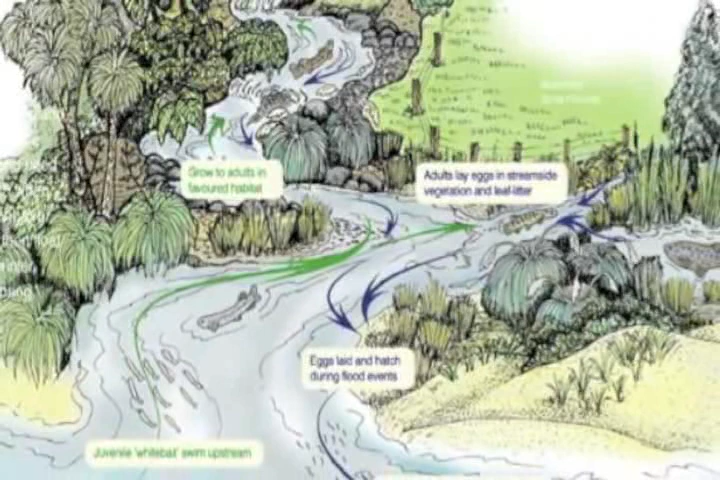 Grow to adults in
favoured habitat
Adults lay eggs in streamside
vegetation and leaf-litter
Eggs laid and hatch
during flood events
Juvenile 'whitebait' swim upstream